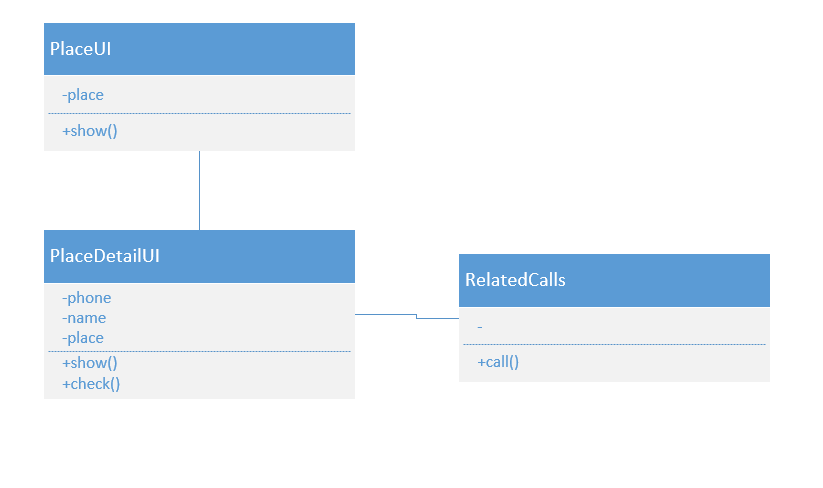 PlaceUI
-place
+show()
PlaceDetailUI
-phone
-name
-place
+show()
+check()
RelatedCalls
-
+call()